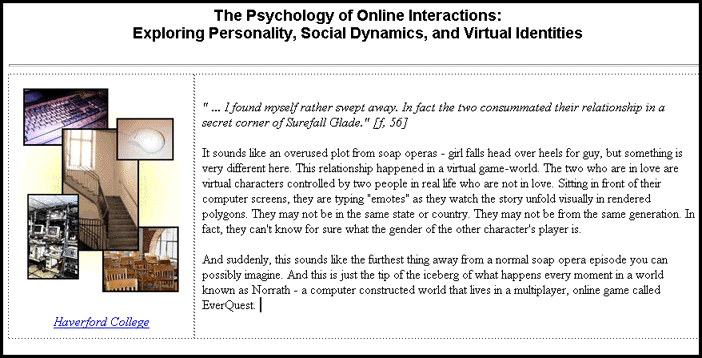 The Psychology of Online Interactions:
Exploring Personality, Social Dynamics, and Virtual Identities
" ... I found myself rather swept away. In fact the two consummated their relationship in a
secret corner of Surefall Glade." [f, 56]
It sounds like an overused plot from soap operas - girl falls head over heels for guy, but something is
very different here. This relationship happened in a virtual game-world. The two who are in love are
virtual characters controlled by two people in real life who are not in love. Sitting in front of their
computer screens, they are typing "emotes" as they watch the story unfold visually in rendered
polygons. They may not be in the same state or country. They may not be from the same generation. In
fact, they can't know for sure what the gender of the other character's player is.
And suddenly, this sounds like the furthest thing away from a normal soap opera episode you can
possibly imagine. And this is just the tip of the iceberg of what happens every moment in a world
known as Norrath - a computer constructed world that lives in a multiplayer, online game called
EverQuest.
Haverford College